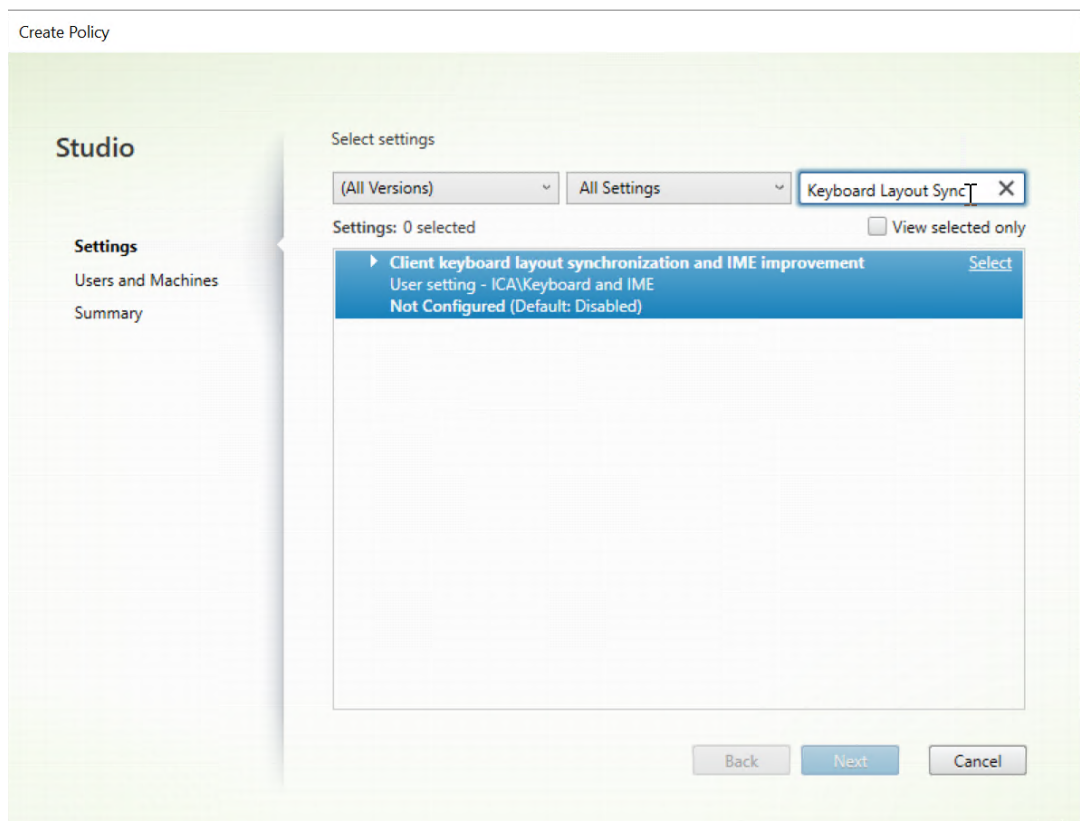 Create Policy
Studio
Settings
Users and Machines
Summary
Select settings
(All Versions)
All Settings
Keyboard Layout Sync
Settings: 0 selected
View selected only
Client keyboard layout synchronization and IME improvement
Select
User setting - ICA\Keyboard and IME
Not Configured (Default: Disabled)
Back
Next
Cancel